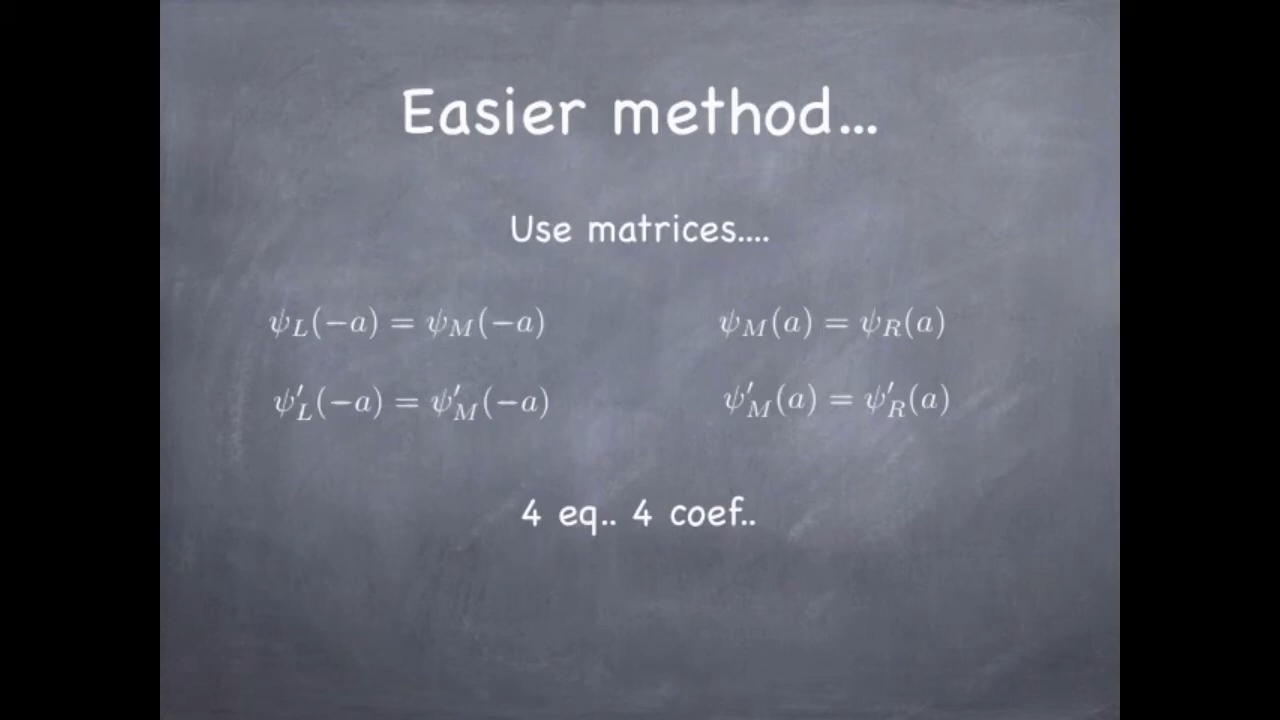 Easier method...
Use matrices....
ψ_L(−a) = ψ_M(−a) ψ_M(a) = ψ_R(a)
ψ′_L(−a) = ψ′_M(−a) ψ′_M(a) = ψ′_R(a)
4 eq.. 4 coef..